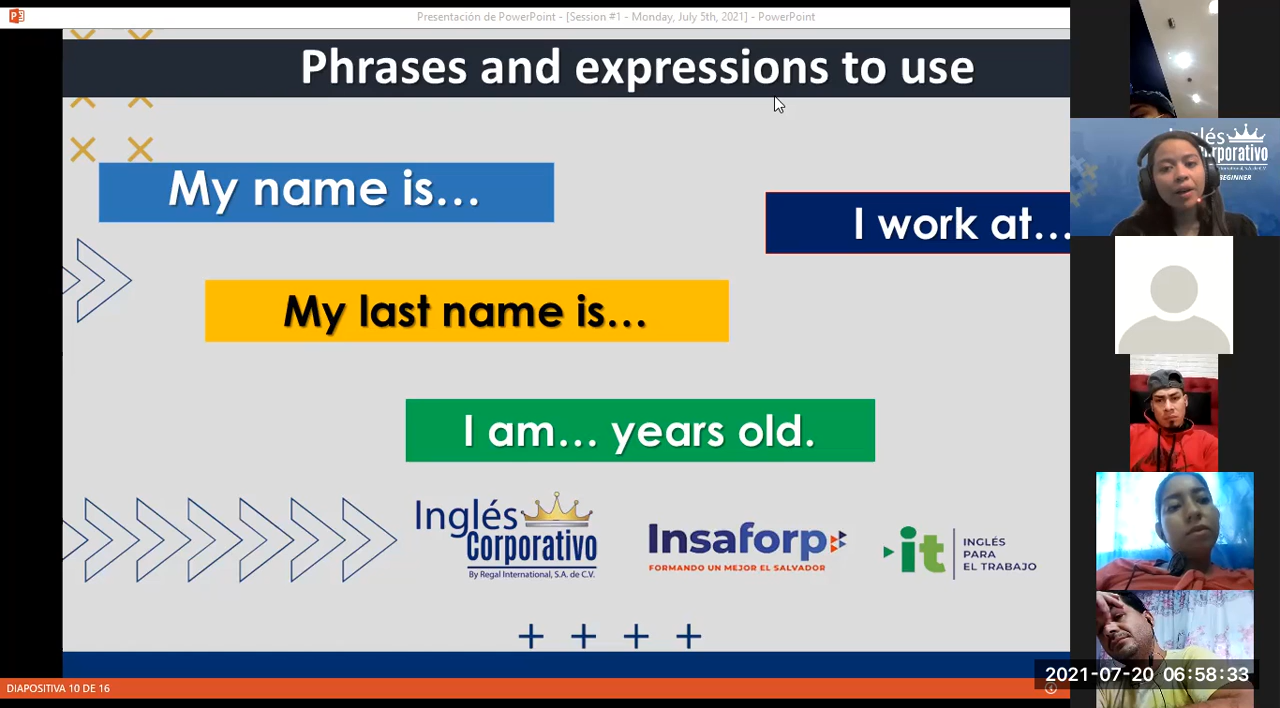 Presentación de PowerPoint - [Session #1 - Monday, July 5th, 2021] - PowerPoint
Phrases and expressions to use
My name is...
I work at...
My last name is...
I am... years old.
Inglés
Corporativo
By Regal International, S.A. de C.V.
Insaforp
FORMANDO UN MEJOR EL SALVADOR
it
INGLÉS
PARA
EL TRABAJO
DIAPOSITIVA 10 DE 16
Inglés
BEGINNER
2021-07-20 06:58:33